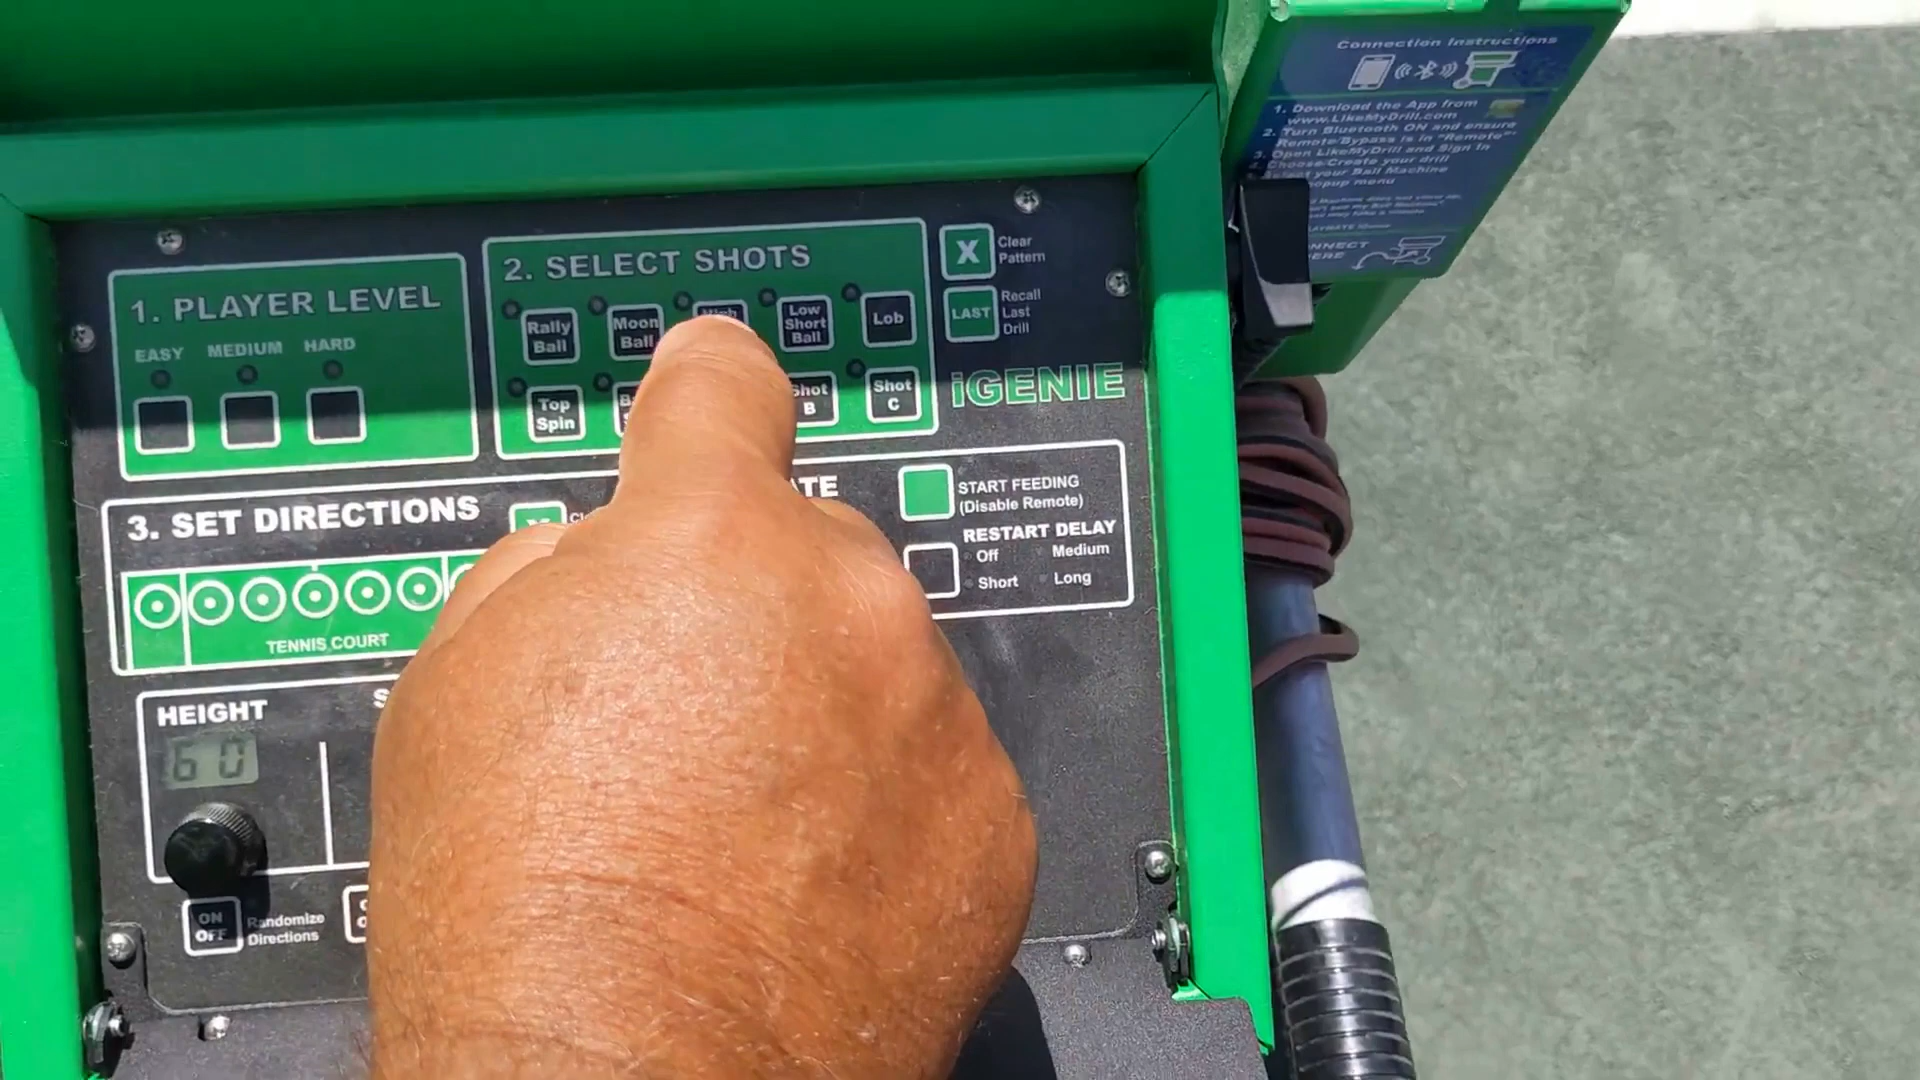 Connection Instructions
1. Download the App from
www.LikeMyDrill.com
2. Turn Bluetooth ON and ensure
Remote/Bypass is in "Remote"
3. Open LikeMyDrill and Sign In
Choose/Create your drill
Select your Ball Machine
popup menu
1. PLAYER LEVEL
EASY MEDIUM HARD
2. SELECT SHOTS
Rally
Ball
Moon
Ball
High
Low
Short
Ball
Lob
Top
Spin
Shot
B
Shot
C
X Clear
Pattern
LAST Recall
Last
Drill
iGENIE
3. SET DIRECTIONS
X
TENNIS COURT
START FEEDING
(Disable Remote)
RESTART DELAY
Off Medium
Short Long
HEIGHT
60
ON
OFF
Randomize
Directions